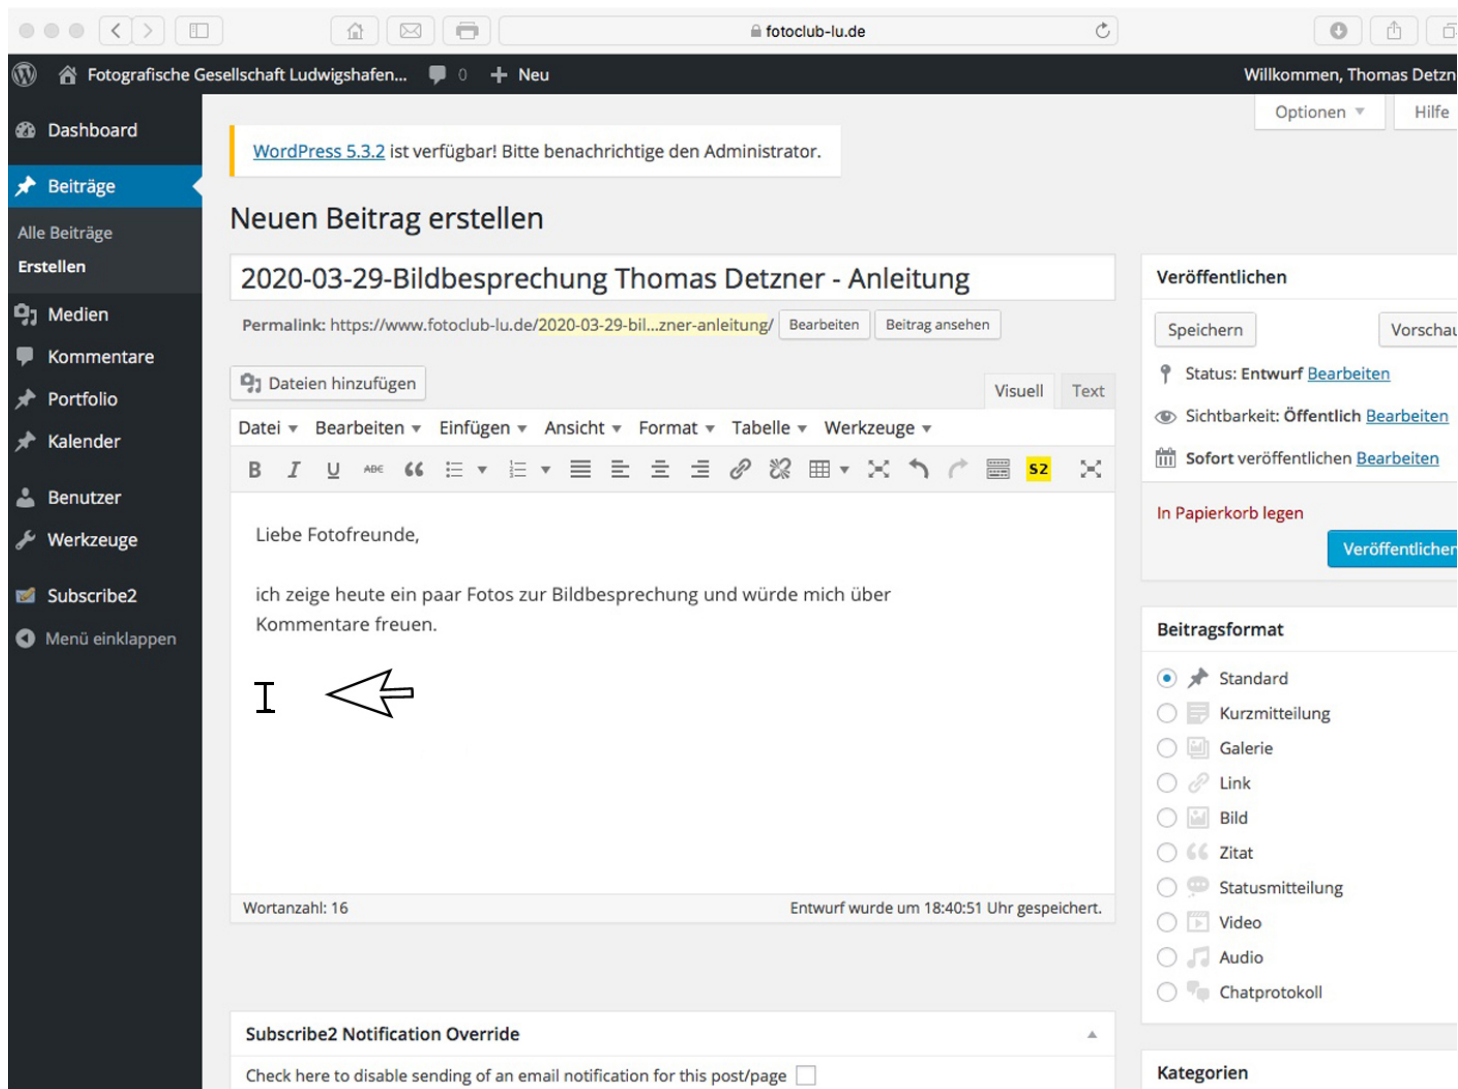 fotoclub-lu.de
Fotografische Gesellschaft Ludwigshafen... 0 + Neu
Willkommen, Thomas Detzn
Optionen Hilfe
Dashboard
Beiträge
Alle Beiträge
Erstellen
Medien
Kommentare
Portfolio
Kalender
Benutzer
Werkzeuge
Subscribe2
Menü einklappen
WordPress 5.3.2 ist verfügbar! Bitte benachrichtige den Administrator.
Neuen Beitrag erstellen
2020-03-29-Bildbesprechung Thomas Detzner - Anleitung
Permalink: https://www.fotoclub-lu.de/2020-03-29-bil...zner-anleitung/ Bearbeiten Beitrag ansehen
Dateien hinzufügen
Visuell Text
Datei Bearbeiten Einfügen Ansicht Format Tabelle Werkzeuge
B I U ABC S2
Liebe Fotofreunde,
ich zeige heute ein paar Fotos zur Bildbesprechung und würde mich über
Kommentare freuen.
Wortanzahl: 16 Entwurf wurde um 18:40:51 Uhr gespeichert.
Subscribe2 Notification Override
Check here to disable sending of an email notification for this post/page
Veröffentlichen
Speichern Vorschau
Status: Entwurf Bearbeiten
Sichtbarkeit: Öffentlich Bearbeiten
Sofort veröffentlichen Bearbeiten
In Papierkorb legen
Veröffentlichen
Beitragsformat
Standard
Kurzmitteilung
Galerie
Link
Bild
Zitat
Statusmitteilung
Video
Audio
Chatprotokoll
Kategorien